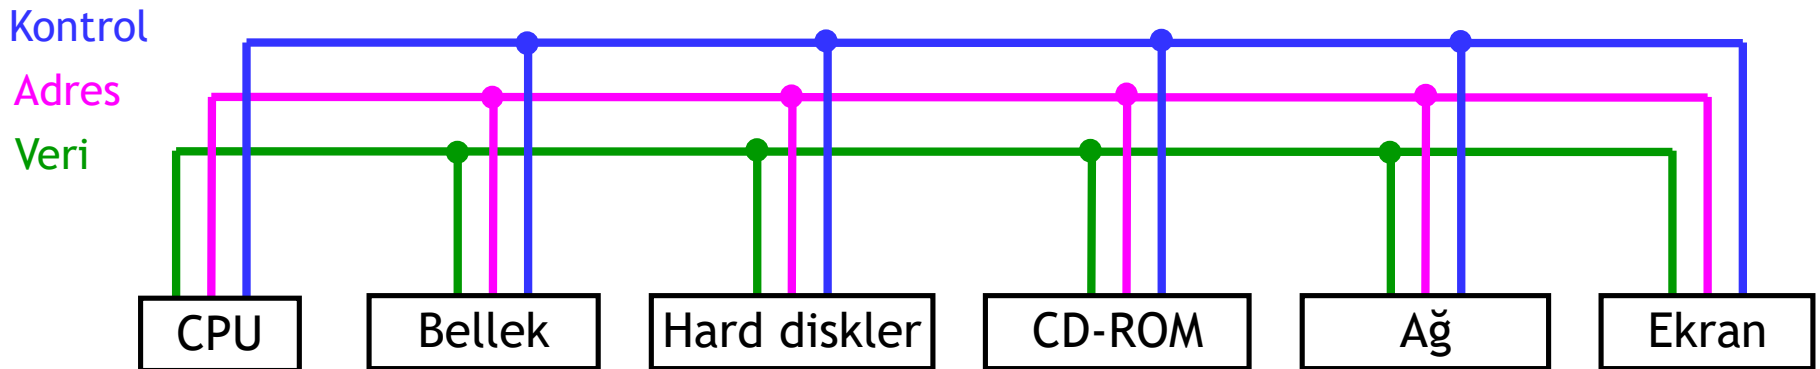 Kontrol
Adres
Veri
CPU
Bellek
Hard diskler
CD-ROM
Ağ
Ekran